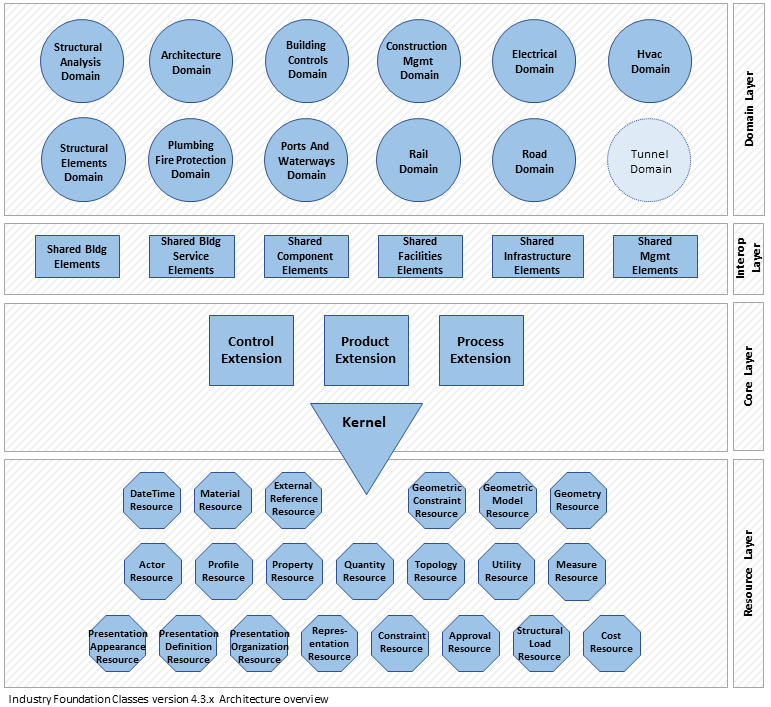 Structural
Analysis
Domain
Architecture
Domain
Building
Controls
Domain
Construction
Mgmt
Domain
Electrical
Domain
Hvac
Domain
Structural
Elements
Domain
Plumbing
Fire Protection
Domain
Ports And
Waterways
Domain
Rail
Domain
Road
Domain
Tunnel
Domain
Domain Layer
Shared Bldg
Elements
Shared Bldg
Service
Elements
Shared
Component
Elements
Shared
Facilities
Elements
Shared
Infrastructure
Elements
Shared
Mgmt
Elements
Interop
Layer
Control
Extension
Product
Extension
Process
Extension
Kernel
Core Layer
DateTime
Resource
Material
Resource
External
Reference
Resource
Geometric
Constraint
Resource
Geometric
Model
Resource
Geometry
Resource
Actor
Resource
Profile
Resource
Property
Resource
Quantity
Resource
Topology
Resource
Utility
Resource
Measure
Resource
Presentation
Appearance
Resource
Presentation
Definition
Resource
Presentation
Organization
Resource
Repres-
entation
Resource
Constraint
Resource
Approval
Resource
Structural
Load
Resource
Cost
Resource
Resource Layer
Industry Foundation Classes version 4.3.x Architecture overview